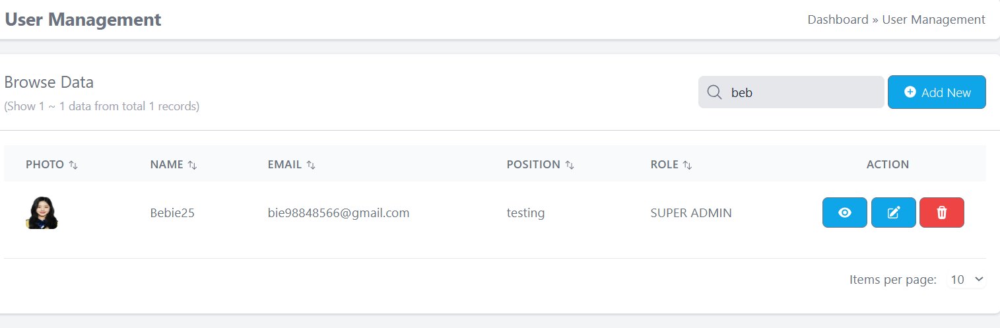 User Management
Dashboard » User Management
Browse Data
(Show 1 ~ 1 data from total 1 records)
beb
Add New
PHOTO NAME EMAIL POSITION ROLE ACTION
Bebie25 bie98848566@gmail.com testing SUPER ADMIN
Items per page: 10